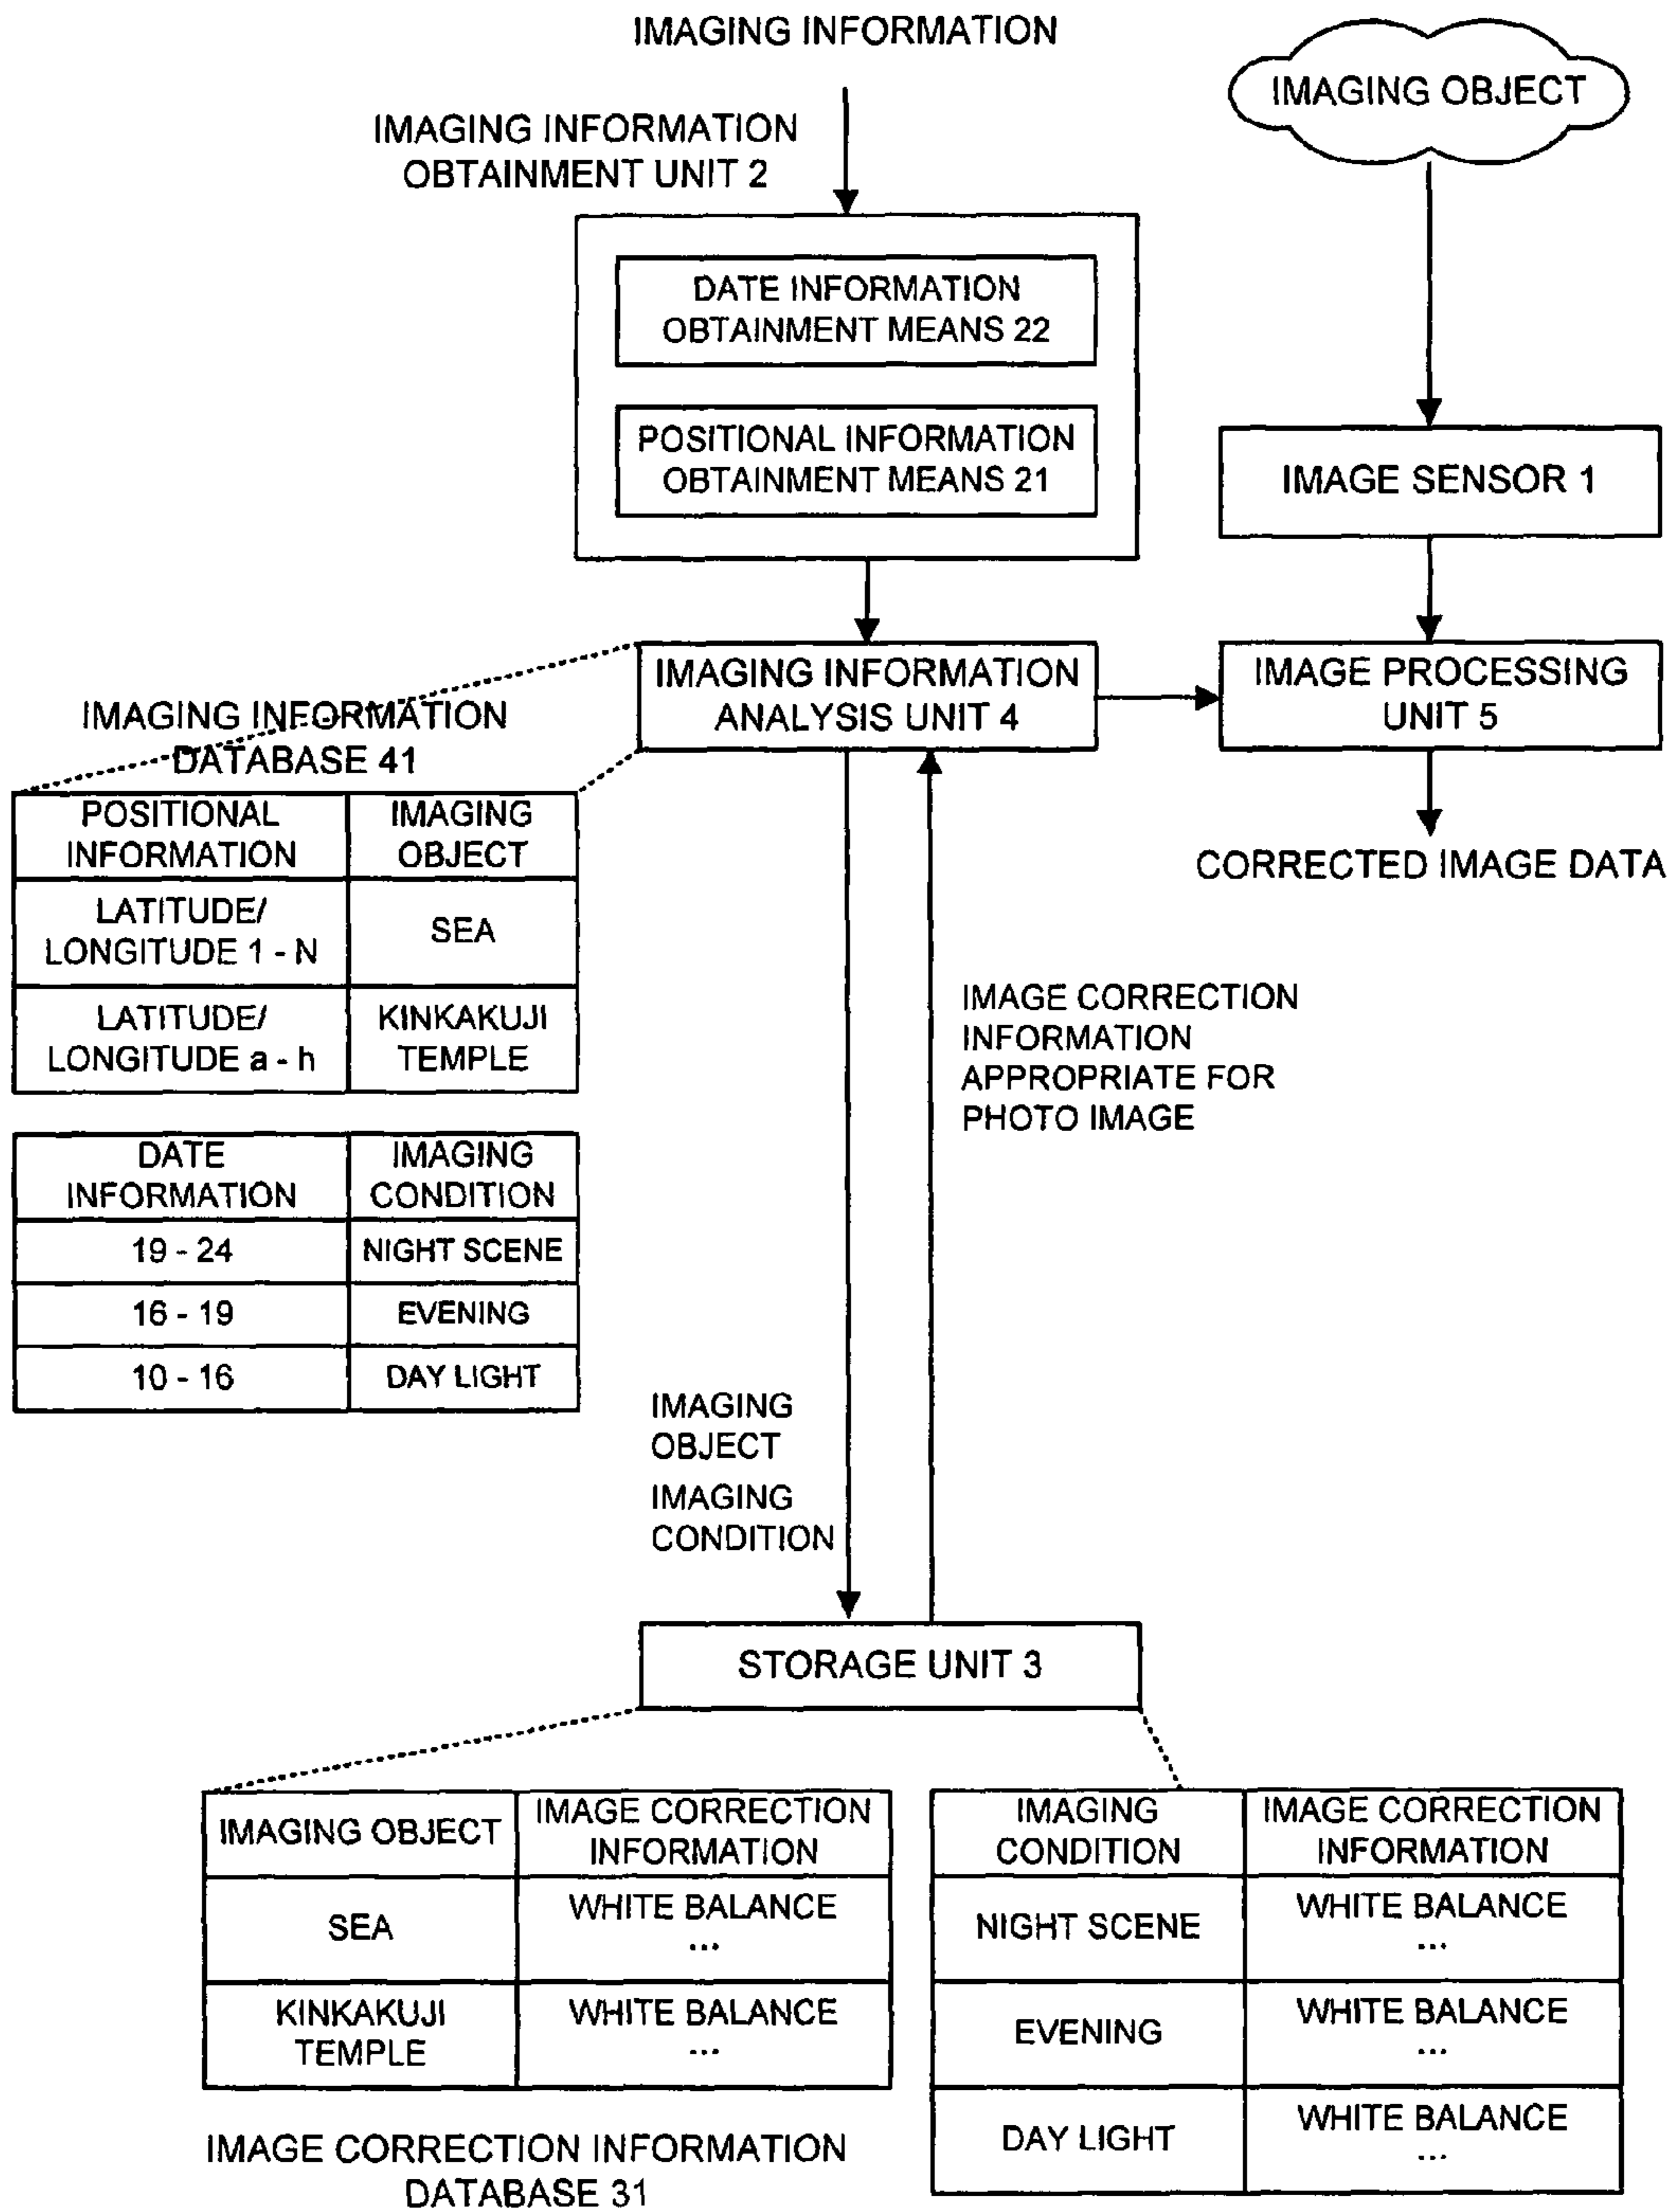 IMAGING INFORMATION
IMAGING OBJECT
IMAGING INFORMATION
OBTAINMENT UNIT 2
DATE INFORMATION
OBTAINMENT MEANS 22
POSITIONAL INFORMATION
OBTAINMENT MEANS 21
IMAGE SENSOR 1
IMAGING INFORMATION
ANALYSIS UNIT 4
IMAGE PROCESSING
UNIT 5
CORRECTED IMAGE DATA
IMAGING INFORMATION
DATABASE 41
POSITIONAL
INFORMATION
IMAGING
OBJECT
LATITUDE/
LONGITUDE 1 - N
SEA
LATITUDE/
LONGITUDE a - h
KINKAKUJI
TEMPLE
DATE
INFORMATION
IMAGING
CONDITION
19 - 24
NIGHT SCENE
16 - 19
EVENING
10 - 16
DAY LIGHT
IMAGE CORRECTION
INFORMATION
APPROPRIATE FOR
PHOTO IMAGE
IMAGING
OBJECT
IMAGING
CONDITION
STORAGE UNIT 3
IMAGING OBJECT
IMAGE CORRECTION
INFORMATION
SEA
WHITE BALANCE
...
KINKAKUJI
TEMPLE
WHITE BALANCE
...
IMAGING
CONDITION
IMAGE CORRECTION
INFORMATION
NIGHT SCENE
WHITE BALANCE
...
EVENING
WHITE BALANCE
...
DAY LIGHT
WHITE BALANCE
...
IMAGE CORRECTION INFORMATION
DATABASE 31